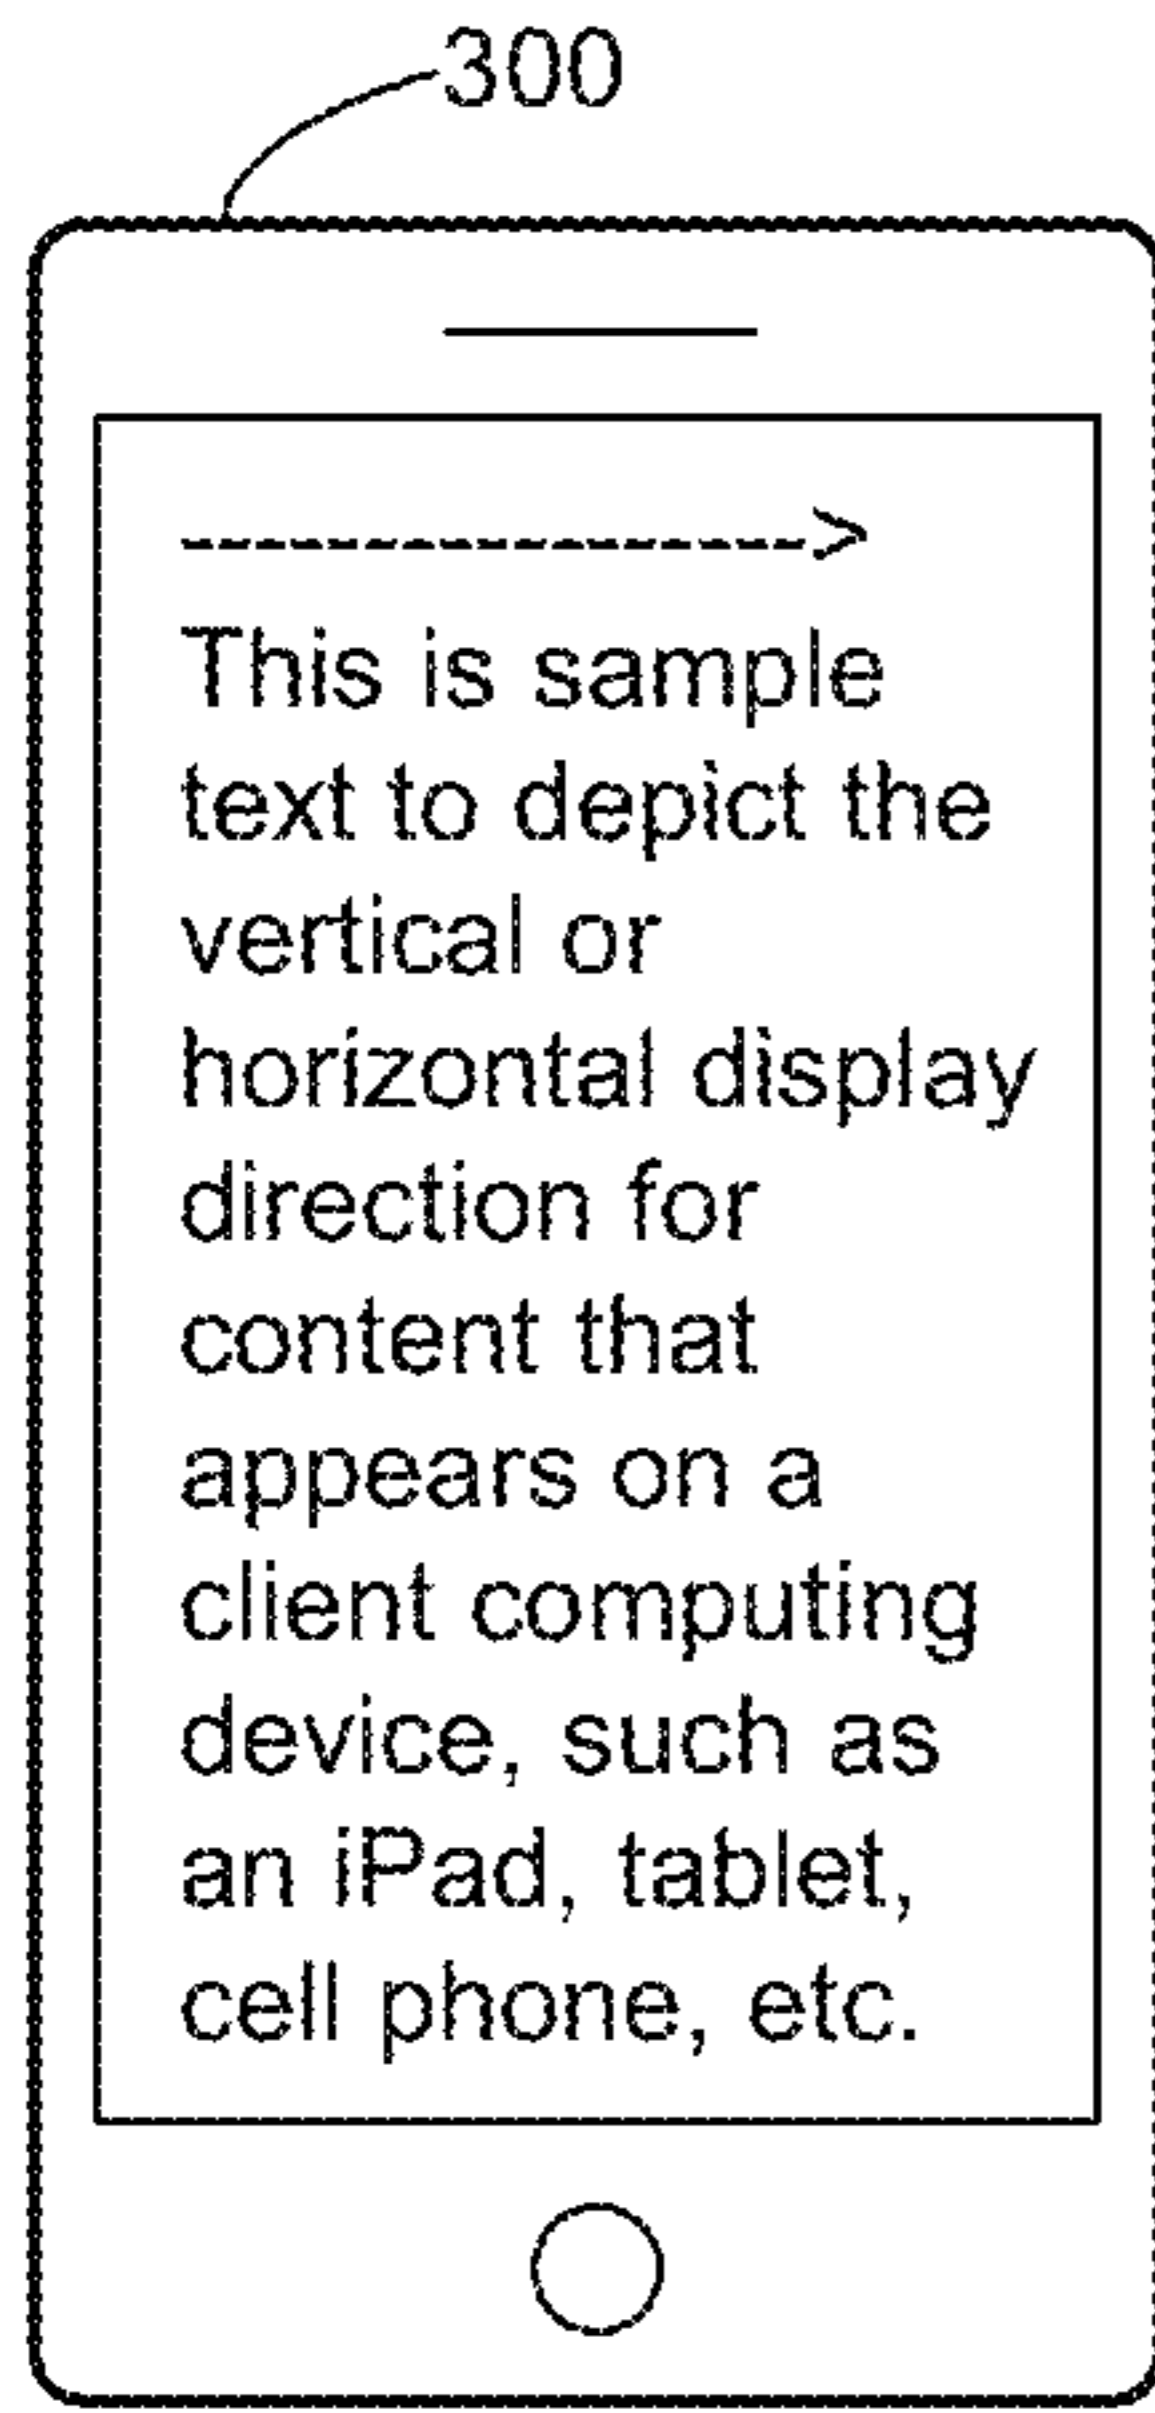 300
------------------>
This is sample
text to depict the
vertical or
horizontal display
direction for
content that
appears on a
client computing
device, such as
an iPad, tablet,
cell phone, etc.